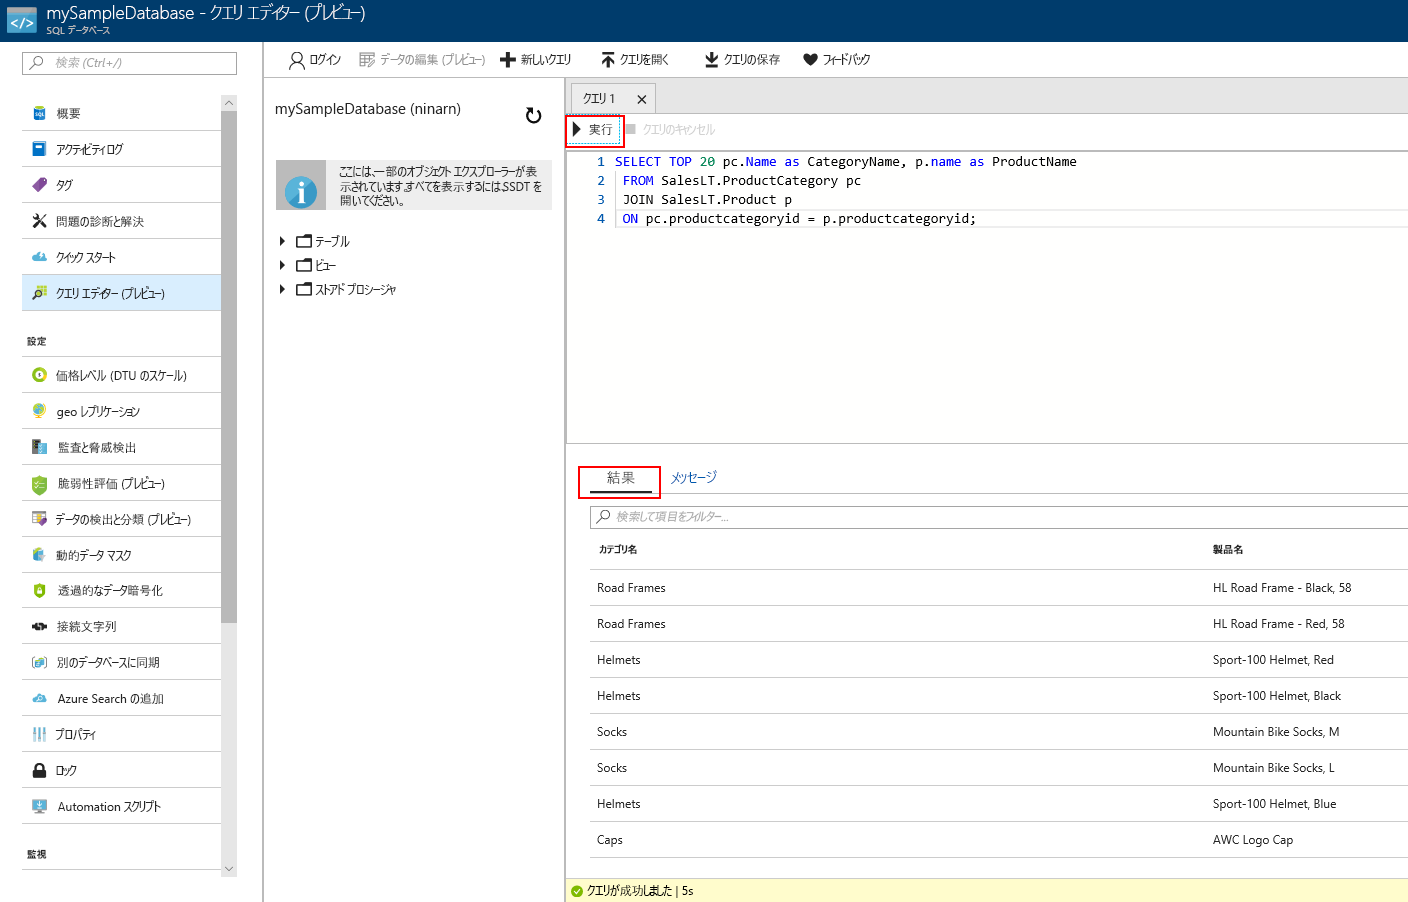 mySampleDatabase - クエリ エディター (プレビュー)
SQL データベース
検索 (Ctrl+/)
概要
アクティビティ ログ
タグ
問題の診断と解決
クイック スタート
クエリ エディター (プレビュー)
設定
価格レベル (DTU のスケール)
geo レプリケーション
監査と脅威検出
脆弱性評価 (プレビュー)
データの検出と分類 (プレビュー)
動的データ マスク
透過的なデータ暗号化
接続文字列
別のデータベースに同期
Azure Search の追加
プロパティ
ロック
Automation スクリプト
監視
ログイン
データの編集 (プレビュー)
新しいクエリ
クエリを開く
クエリの保存
フィードバック
mySampleDatabase (ninarn)
ここには、一部のオブジェクト エクスプローラーが表
示されています。すべてを表示するには、SSDT を
開いてください。
テーブル
ビュー
ストアド プロシージャ
クエリ 1
実行
クエリのキャンセル
1 SELECT TOP 20 pc.Name as CategoryName, p.name as ProductName
2 FROM SalesLT.ProductCategory pc
3 JOIN SalesLT.Product p
4 ON pc.productcategoryid = p.productcategoryid;
結果
メッセージ
検索して項目をフィルター...
カテゴリ名 製品名
Road Frames HL Road Frame - Black, 58
Road Frames HL Road Frame - Red, 58
Helmets Sport-100 Helmet, Red
Helmets Sport-100 Helmet, Black
Socks Mountain Bike Socks, M
Socks Mountain Bike Socks, L
Helmets Sport-100 Helmet, Blue
Caps AWC Logo Cap
クエリが成功しました | 5s